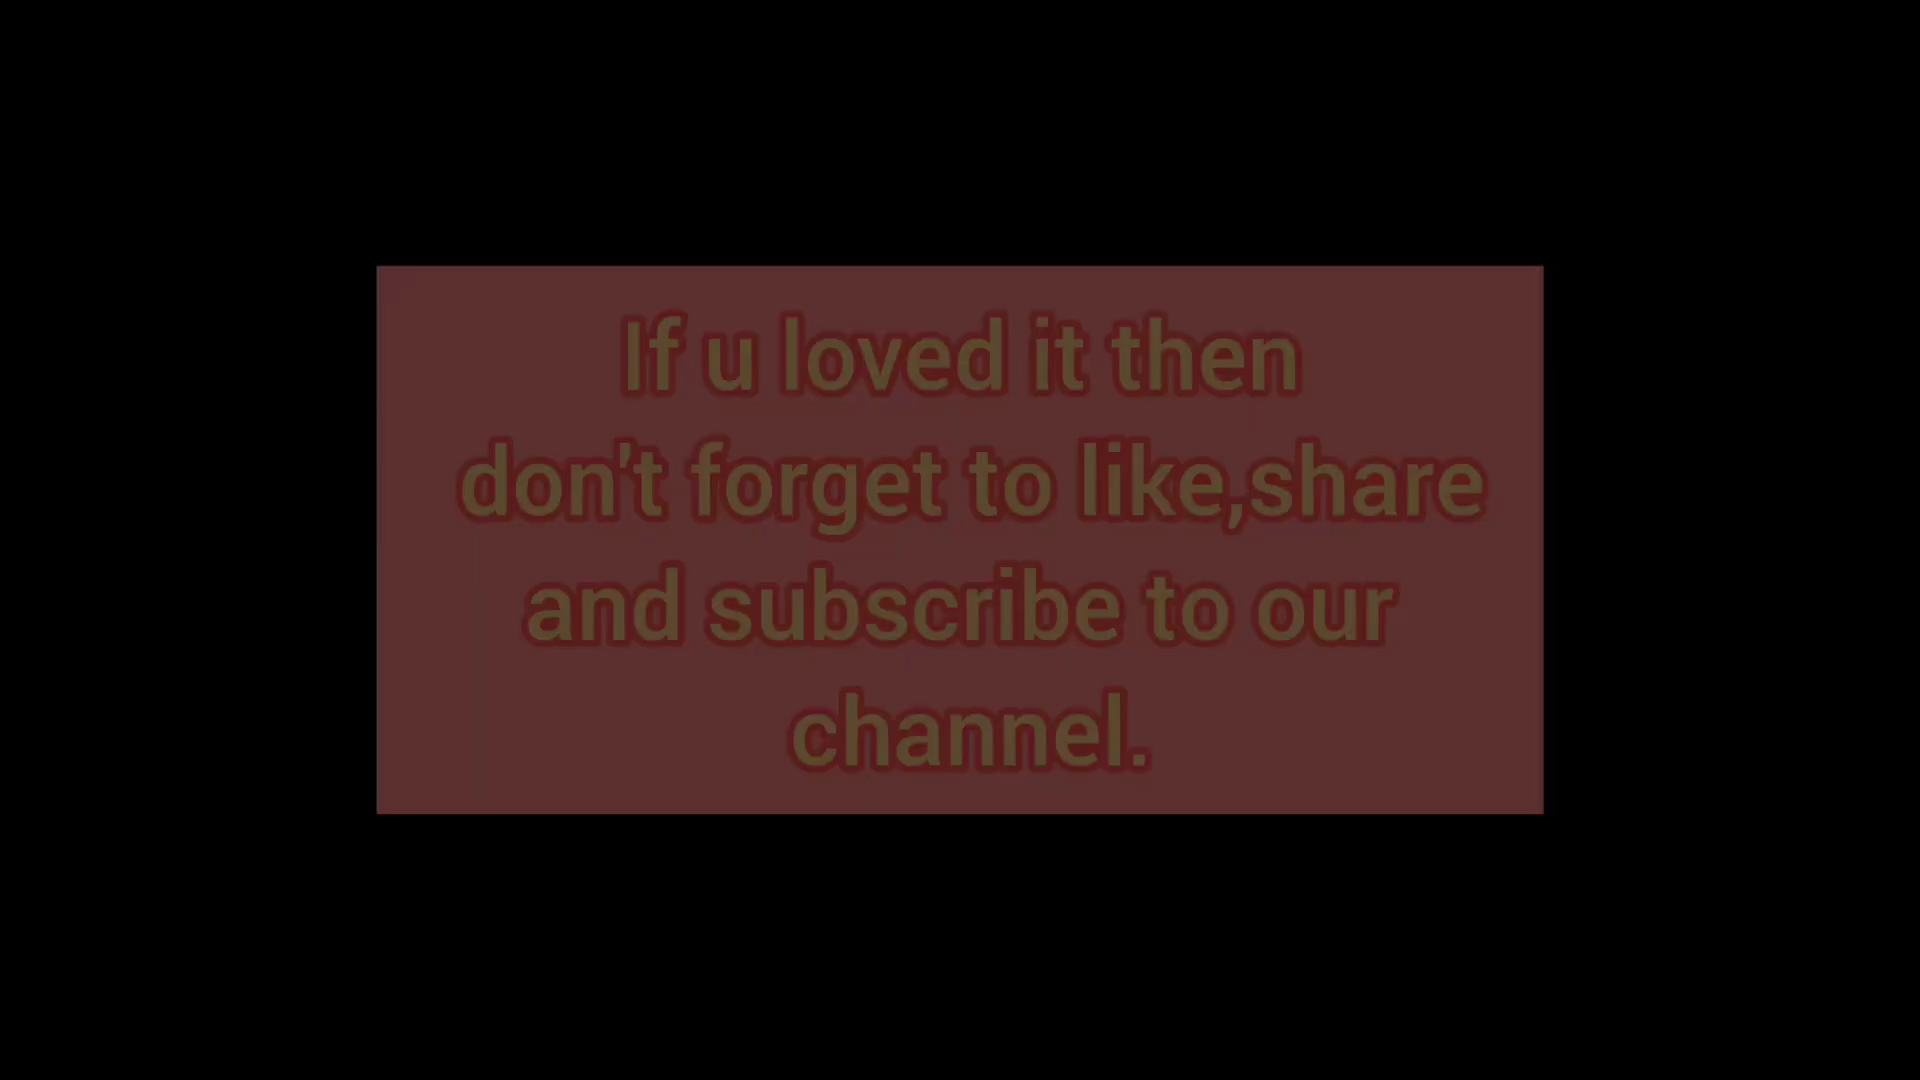 If u loved it then
don't forget to like,share
and subscribe to our
channel.